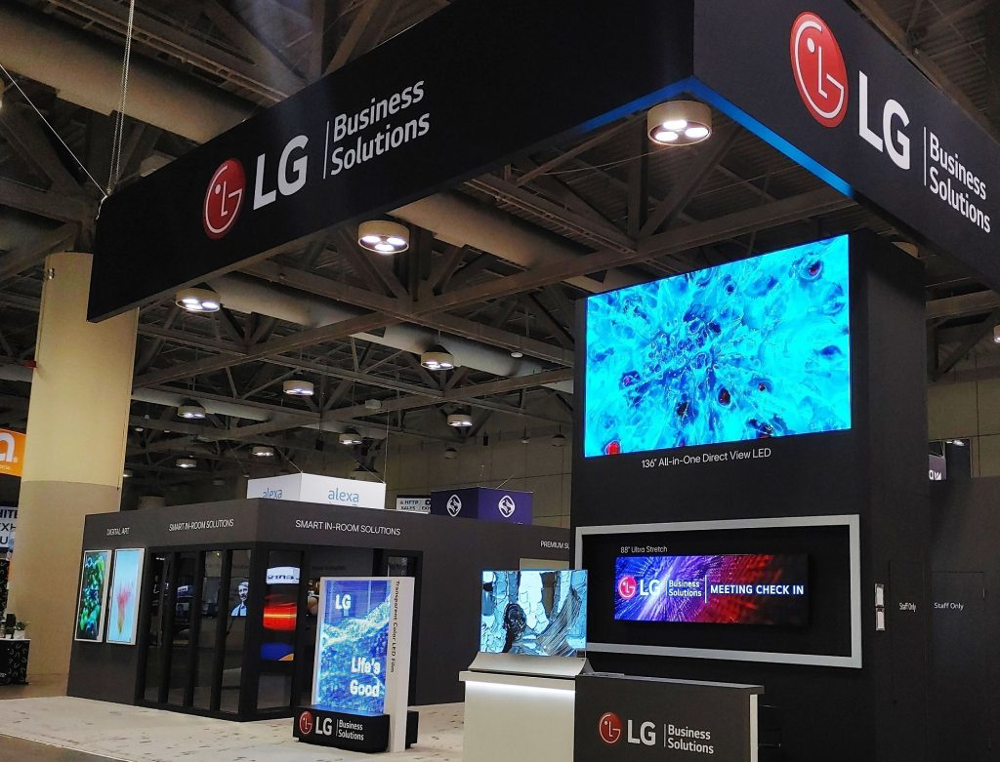 LG Business
Solutions
LG Business
Solutions
136" All-in-One Direct View LED
88" Ultra Stretch
LG Business
Solutions
MEETING CHECK IN
Staff Only
Staff Only
alexa
alexa
HFTP
DIGITAL ART
SMART IN-ROOM SOLUTIONS
SMART IN-ROOM SOLUTIONS
PREMIUM
LG
Life's
Good
Transparent Color LED Film
LG Business
Solutions
LG Business
Solutions